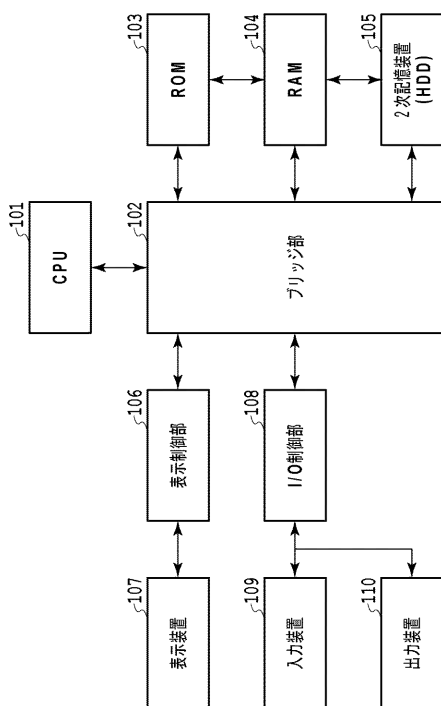 101
CPU
102
ブリッジ部
103
ROM
104
RAM
105
2次記憶装置
(HDD)
106
表示制御部
107
表示装置
108
I/O制御部
109
入力装置
110
出力装置